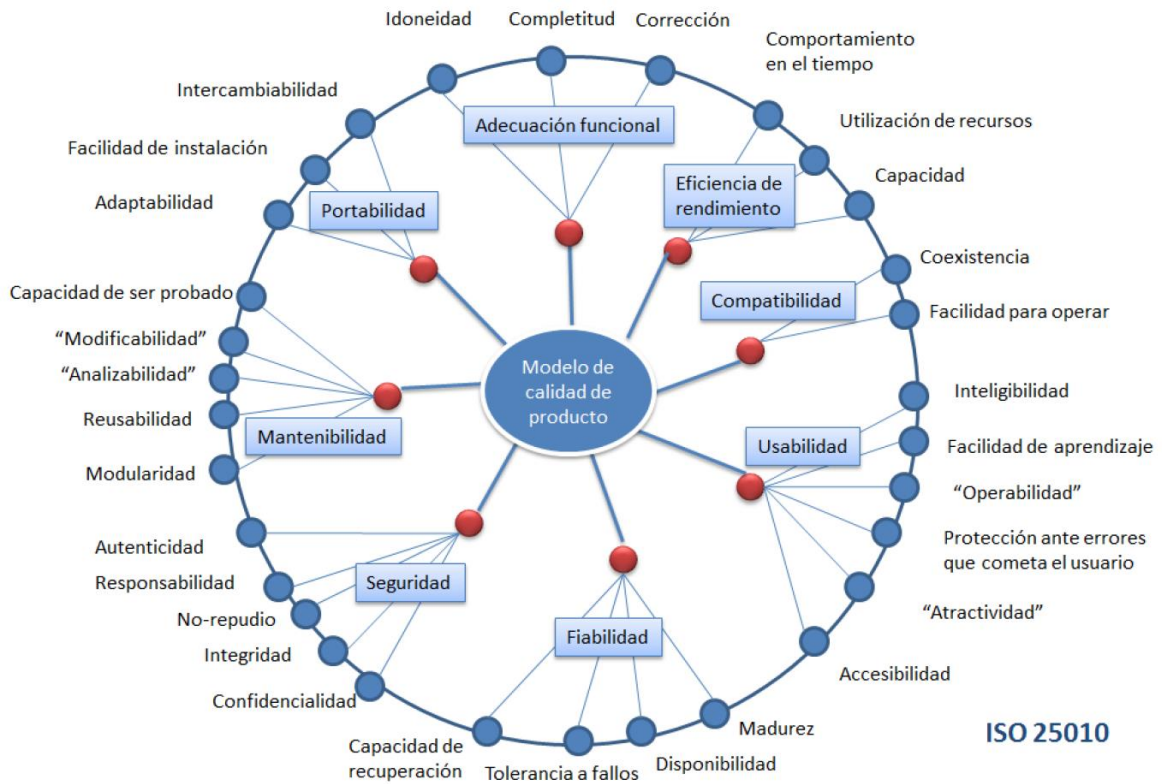 Idoneidad
Completitud
Corrección
Comportamiento
en el tiempo
Intercambiabilidad
Adecuación funcional
Utilización de recursos
Facilidad de instalación
Capacidad
Eficiencia de
rendimiento
Adaptabilidad
Portabilidad
Coexistencia
Capacidad de ser probado
Compatibilidad
Facilidad para operar
“Modificabilidad”
“Analizabilidad”
Modelo de
calidad de
producto
Inteligibilidad
Reusabilidad
Mantenibilidad
Usabilidad
Facilidad de aprendizaje
Modularidad
“Operabilidad”
Autenticidad
Protección ante errores
que cometa el usuario
Responsabilidad
Seguridad
No-repudio
“Atractividad”
Fiabilidad
Integridad
Accesibilidad
Confidencialidad
Madurez
ISO 25010
Capacidad de
recuperación
Tolerancia a fallos
Disponibilidad